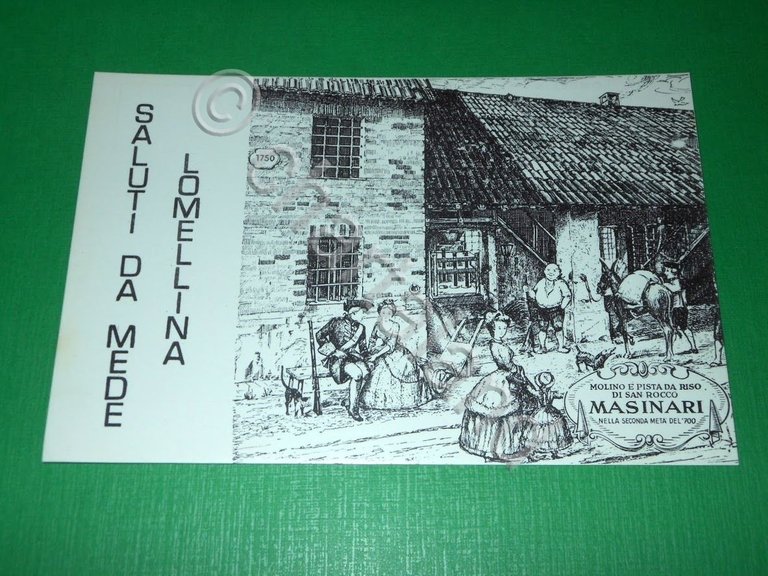 SALUTI DA MEDE
LOMELLINA
1750
MOLINO E PISTA DA RISO
DI SAN ROCCO
MASINARI
NELLA SECONDA META DEL '700
©